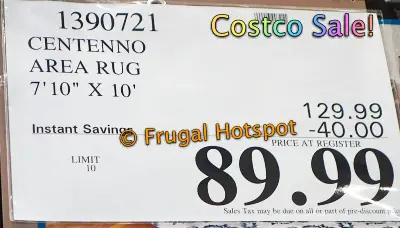 1390721
Costco Sale!
CENTENNO
AREA RUG
7'10" X 10'
129.99
Instant Savings
-40.00
© Frugal Hotspot
PRICE AT REGISTER
LIMIT
10
89.99
Sales Tax may be due on all or part of pre-discount